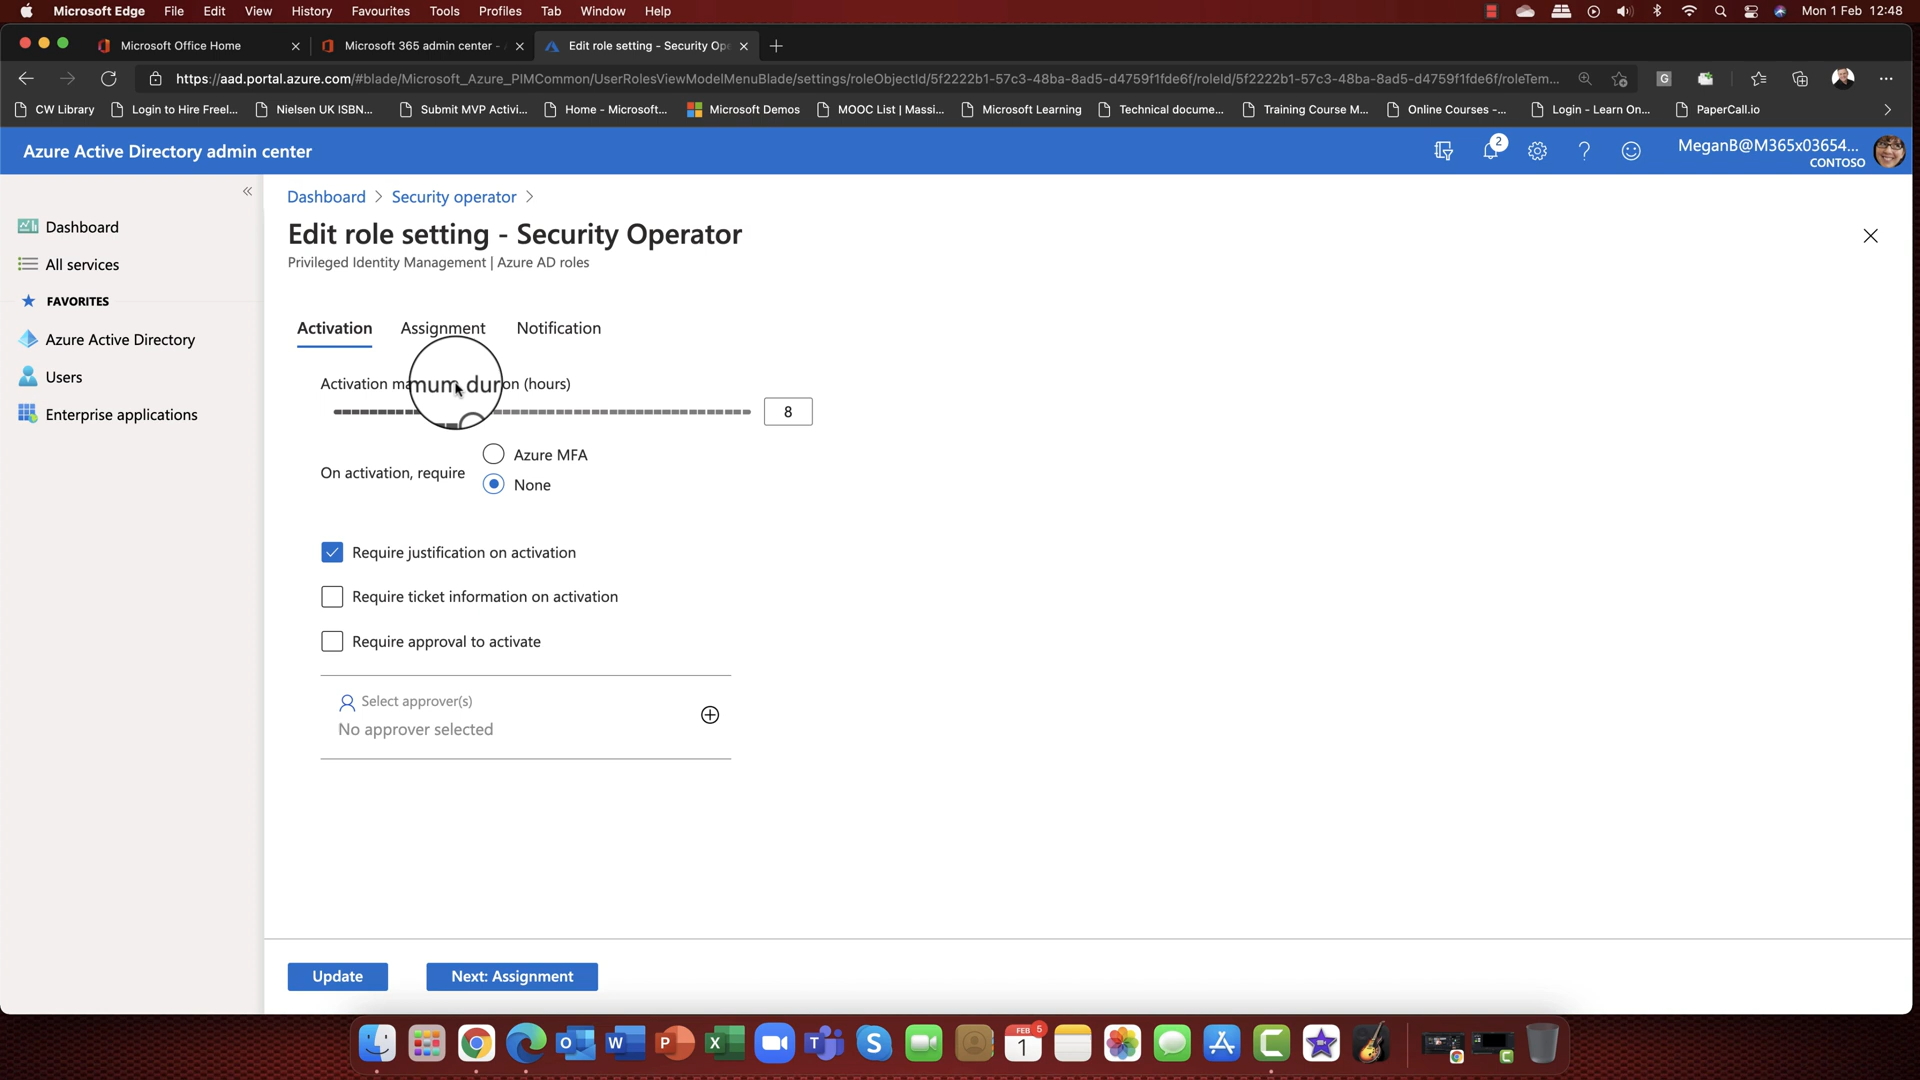 Microsoft Edge File Edit View History Favourites Tools Profiles Tab Window Help Mon 1 Feb 12:48
Microsoft Office Home
Microsoft 365 admin center -
Edit role setting - Security Op
https://aad.portal.azure.com/#blade/Microsoft_Azure_PIMCommon/UserRolesViewModelMenuBlade/settings/roleObjectId/5f2222b1-57c3-48ba-8ad5-d4759f1fde6f/roleId/5f2222b1-57c3-48ba-8ad5-d4759f1fde6f/roleTem...
CW Library Login to Hire Freel... Nielsen UK ISBN... Submit MVP Activi... Home - Microsoft... Microsoft Demos MOOC List | Massi... Microsoft Learning Technical docume... Training Course M... Online Courses -... Login - Learn On... PaperCall.io
Azure Active Directory admin center
2
MeganB@M365x03654...
CONTOSO
Dashboard
All services
FAVORITES
Azure Active Directory
Users
Enterprise applications
Dashboard > Security operator >
Edit role setting - Security Operator
Privileged Identity Management | Azure AD roles
Activation Assignment Notification
Activation mamum duron (hours)
8
On activation, require
Azure MFA
None
Require justification on activation
Require ticket information on activation
Require approval to activate
Select approver(s)
No approver selected
Update
Next: Assignment
FEB
5
1